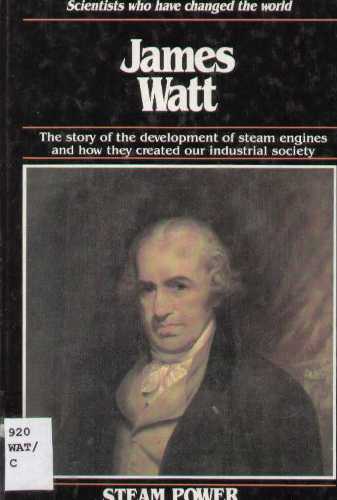 Scientists who have changed the world
James
Watt
The story of the development of steam engines
and how they created our industrial society
920
WAT/
C
STEAM POWER